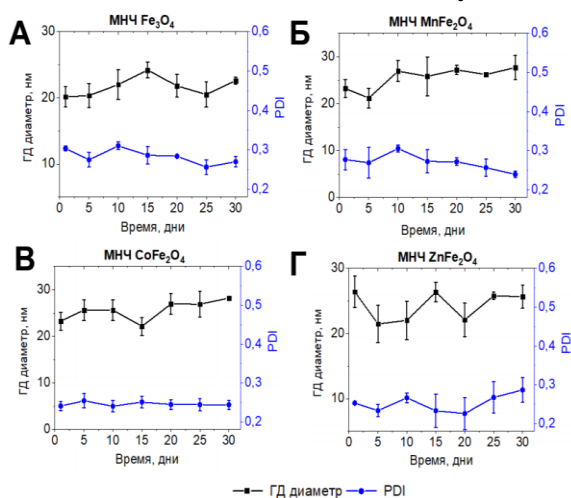 А
МНЧ Fe₃O₄
ГД диаметр, нм
30
20
10
0,6
0,5
0,4
0,3
0,2
PDI
0 5 10 15 20 25 30
Время, дни
Б
МНЧ MnFe₂O₄
ГД диаметр, нм
30
20
10
0
0,6
0,5
0,4
0,3
0,2
PDI
0 5 10 15 20 25 30
Время, дни
В
МНЧ CoFe₂O₄
ГД диаметр, нм
30
20
10
0
0,6
0,5
0,4
0,3
0,2
PDI
0 5 10 15 20 25 30
Время, дни
Г
МНЧ ZnFe₂O₄
ГД диаметр, нм
30
20
10
0,6
0,5
0,4
0,3
0,2
PDI
0 5 10 15 20 25 30
Время, дни
ГД диаметр PDI